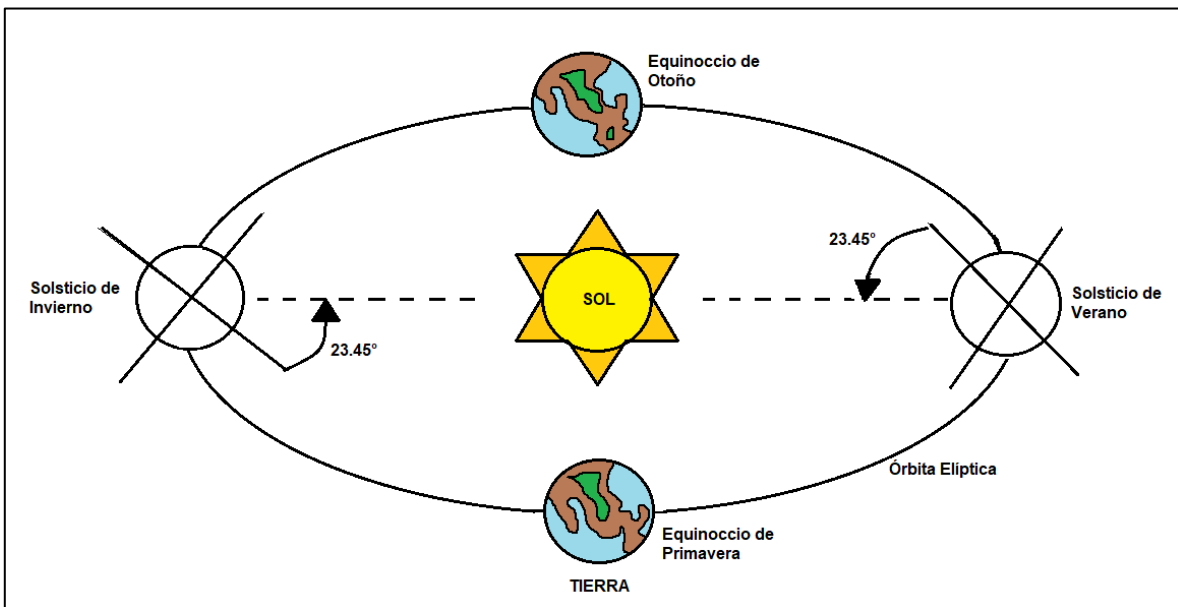 Equinoccio de
Otoño
23.45°
Solsticio de
Invierno
SOL
Solsticio de
Verano
23.45°
Órbita Elíptica
Equinoccio de
Primavera
TIERRA